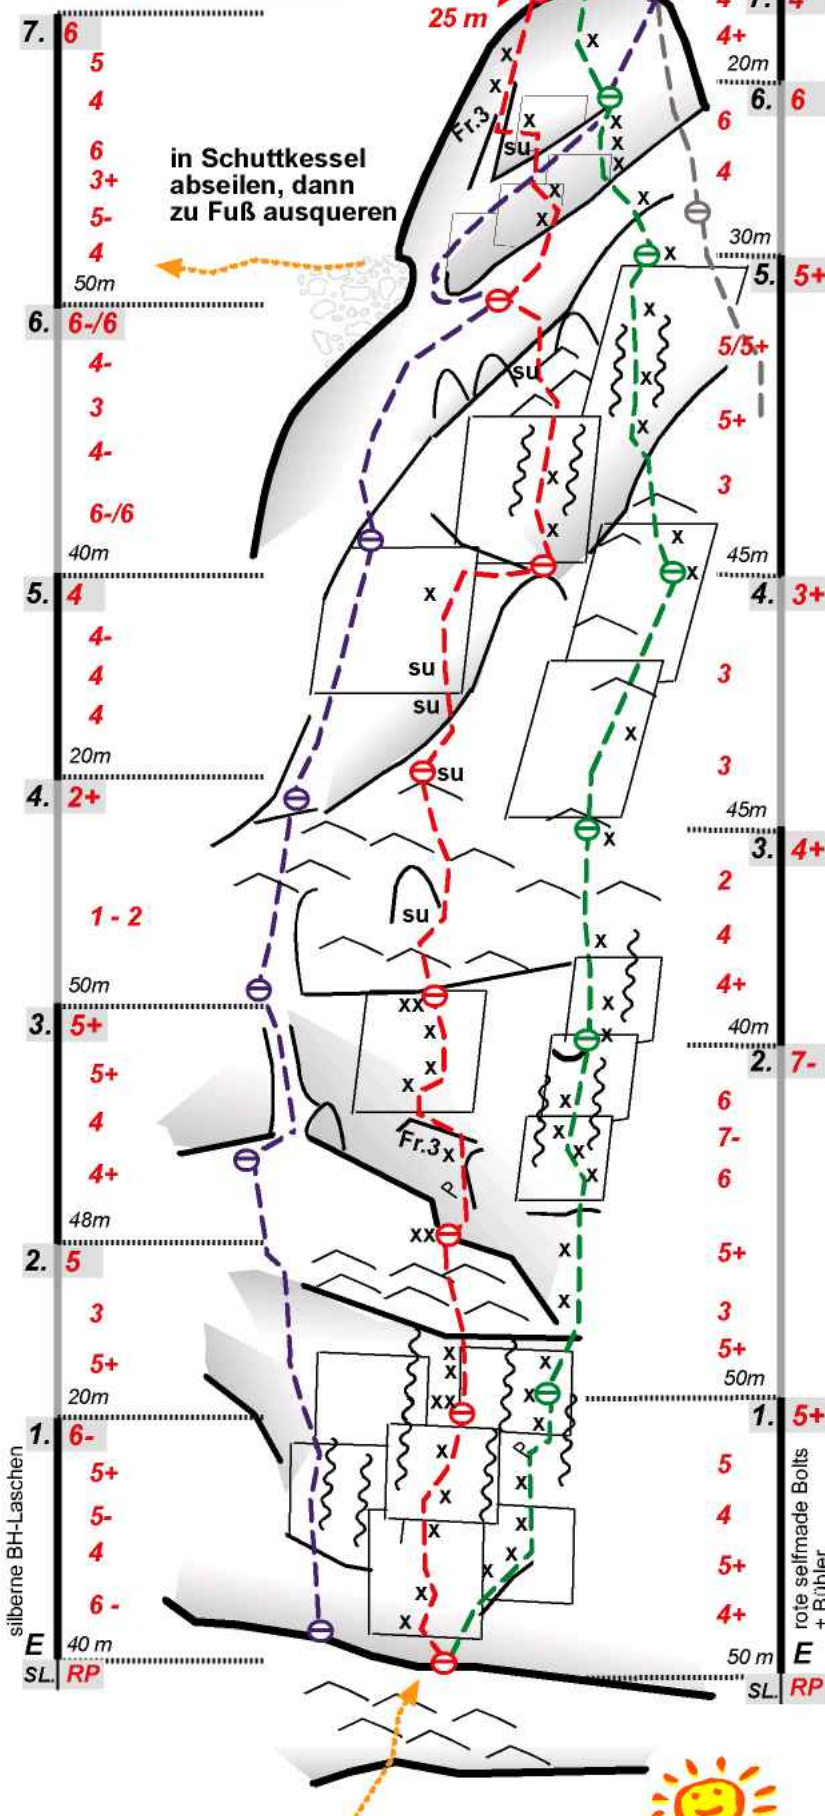 25 m
7. 6
5
4
6
3+
5-
4
50m
6. 6-/6
4-
3
4-
6-/6
40m
5. 4
4-
4
4
20m
4. 2+
1 - 2
50m
3. 5+
5+
4
4+
48m
2. 5
3
5+
20m
1. 6-
5+
5-
4
6 -
E 40 m
SL. RP
silberne BH-Laschen
in Schuttkessel
abseilen, dann
zu Fuß ausqueren
x
x
x
Fr.3
x
su
x
x
x
x
x
x
x
x
su
x
x
x
x
x
x
x
x
x
su
su
x
su
x
x
su
x
xx
x
x
x
x
x
x
x
x
x
Fr.3
x
P
xx
x
x
x
x
xx
x
x
x
x
P
x
x
x
x
x
x
x
x
4+
20m
6. 6
6
4
30m
5. 5+
5/5+
5+
3
45m
4. 3+
3
3
45m
3. 4+
2
4
4+
40m
2. 7-
6
7-
6
5+
3
5+
50m
1. 5+
5
4
5+
4+
50 m E
SL. RP
rote selfmade Bolts
+ Bühler